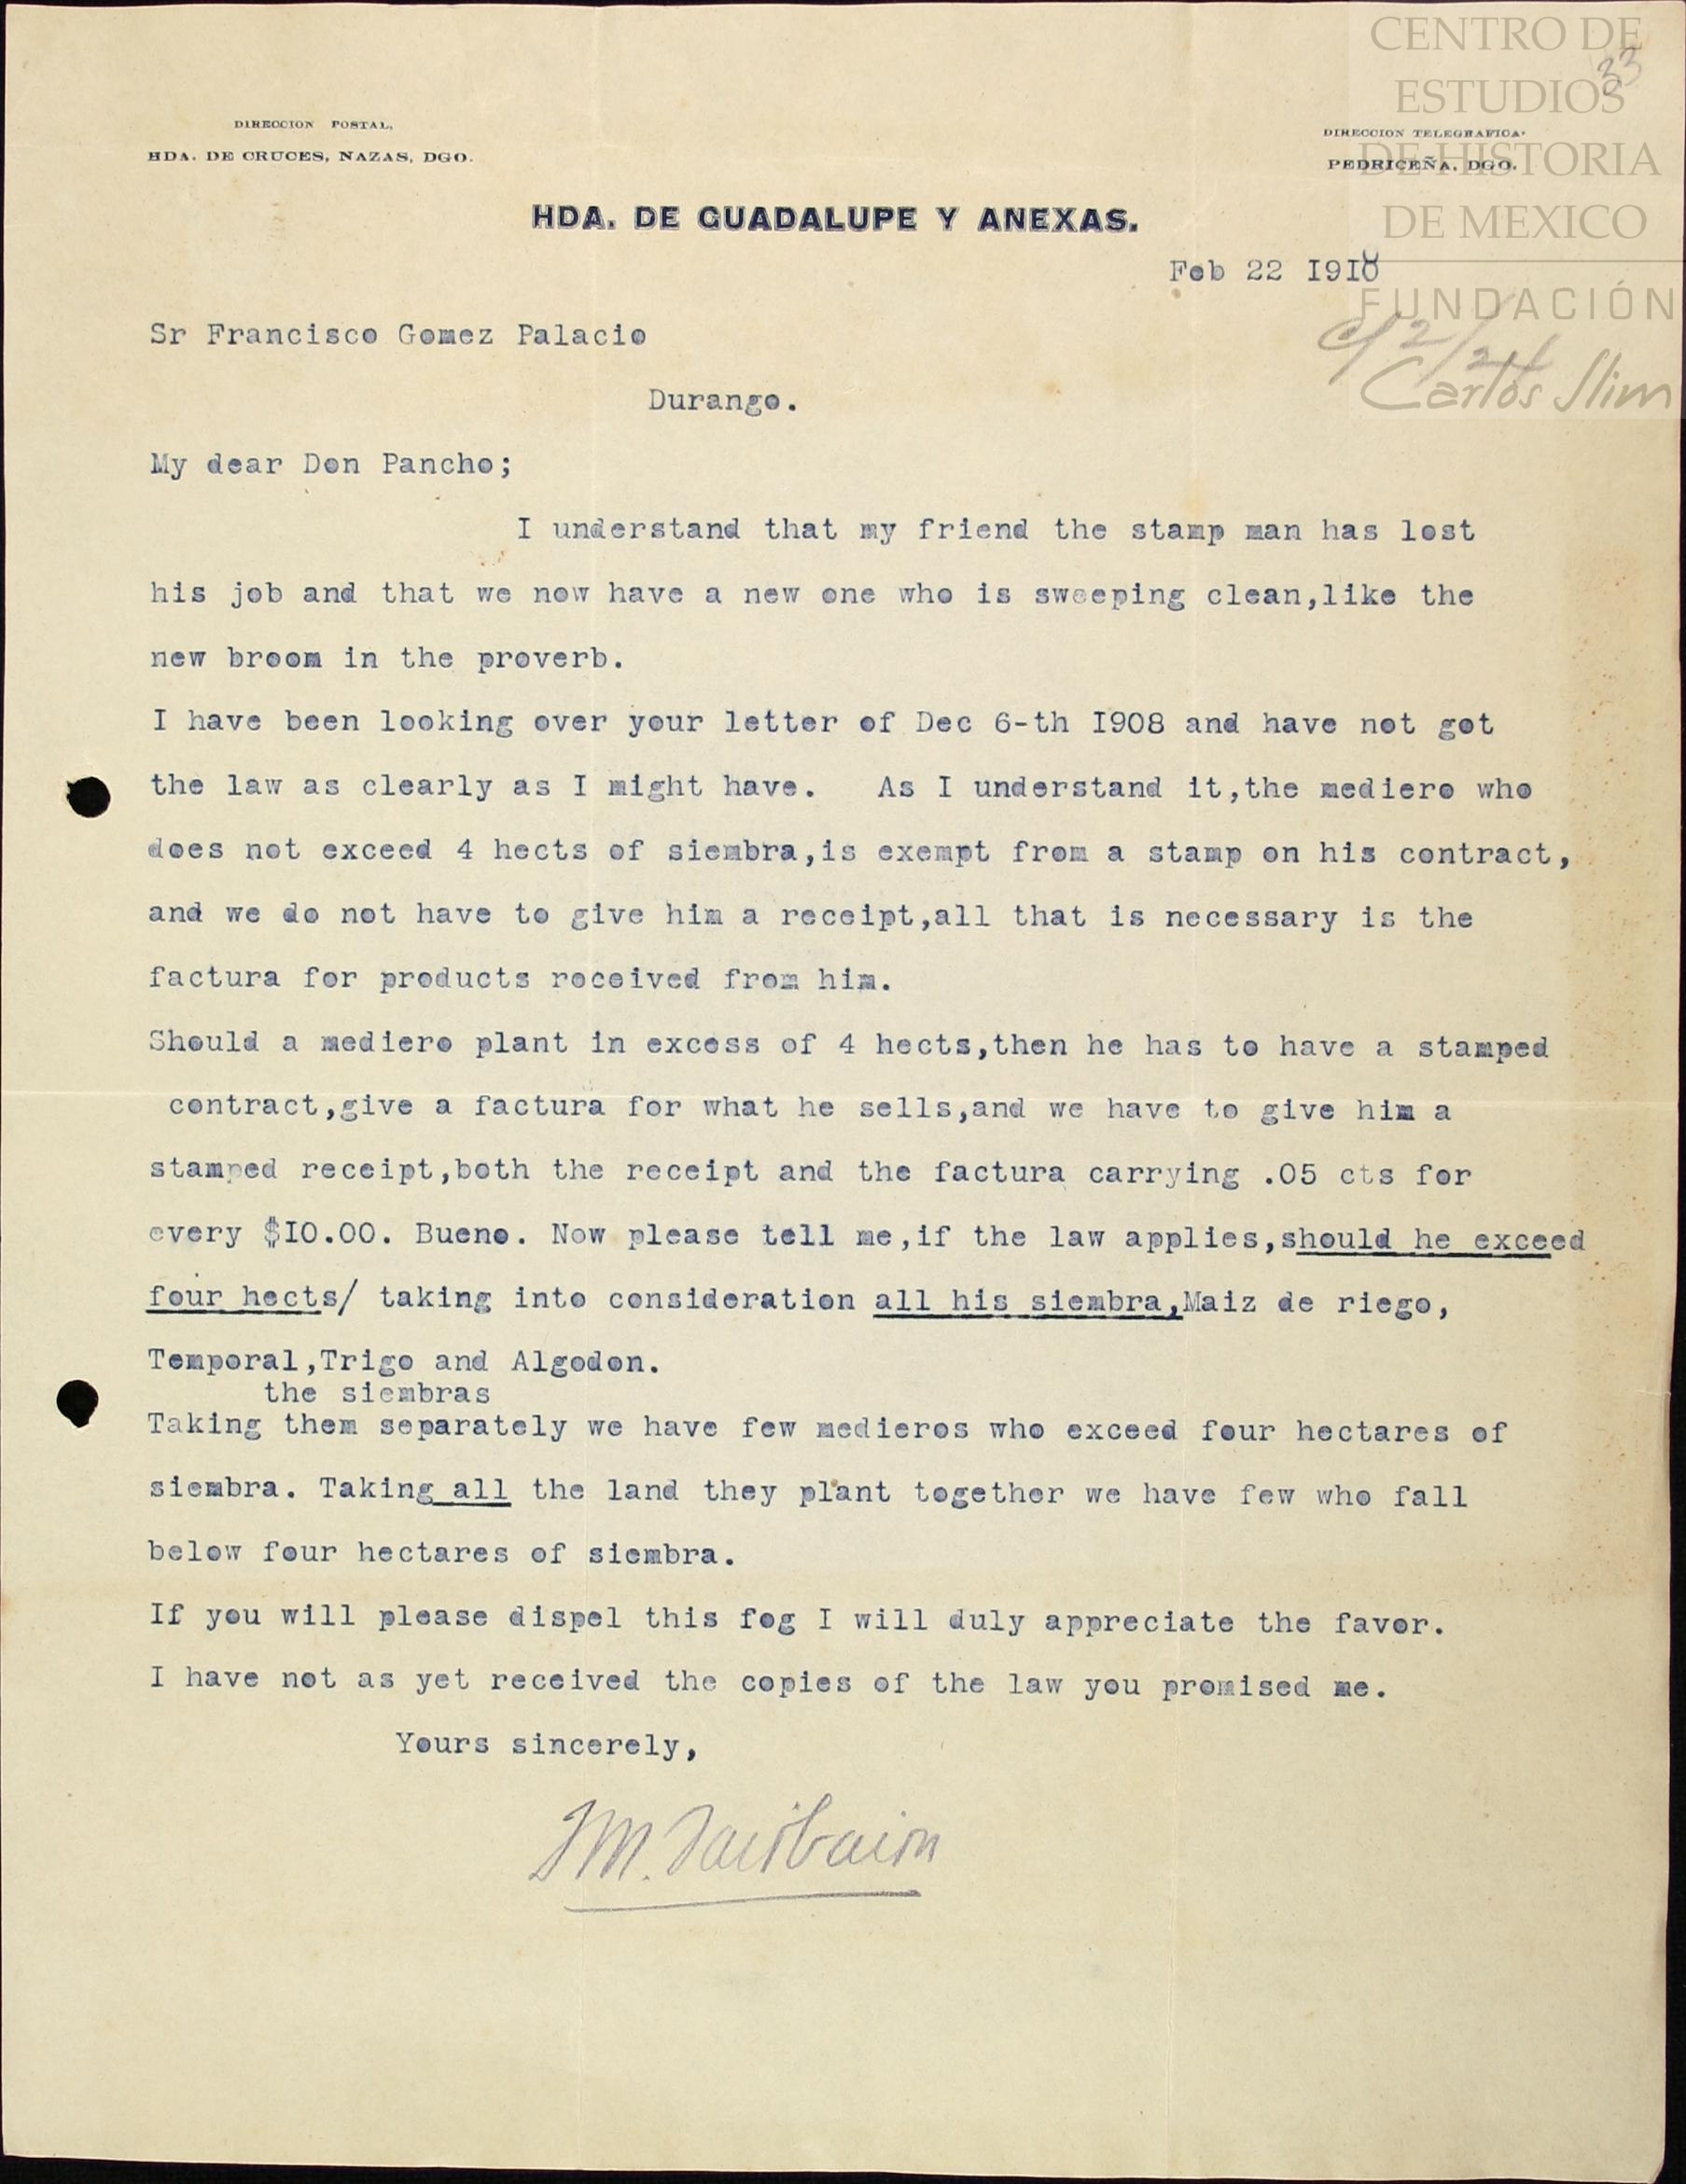 CENTRO DE
ESTUDIOS
DE HISTORIA
DE MEXICO
FUNDACIÓN
Carlos Slim
33
DIRECCION POSTAL,
HDA. DE CRUCES, NAZAS, DGO.
DIRECCION TELEGRAFICA·
PEDRICEÑA, DGO.
HDA. DE GUADALUPE Y ANEXAS.
Feb 22 I9I0
Sr Francisco Gomez Palacio
Durango.
My dear Don Pancho;
I understand that my friend the stamp man has lost
his job and that we now have a new one who is sweeping clean,like the
new broom in the proverb.
I have been looking over your letter of Dec 6-th I908 and have not got
the law as clearly as I might have. As I understand it,the mediero who
does not exceed 4 hects of siembra,is exempt from a stamp on his contract,
and we do not have to give him a receipt,all that is necessary is the
factura for products received from him.
Should a mediero plant in excess of 4 hects,then he has to have a stamped
contract,give a factura for what he sells,and we have to give him a
stamped receipt,both the receipt and the factura carrying .05 cts for
every $I0.00. Bueno. Now please tell me,if the law applies,should he exceed
four hects/ taking into consideration all his siembra,Maiz de riego,
Temporal,Trigo and Algodon.
the siembras
Taking them separately we have few medieros who exceed four hectares of
siembra. Taking all the land they plant together we have few who fall
below four hectares of siembra.
If you will please dispel this fog I will duly appreciate the favor.
I have not as yet received the copies of the law you promised me.
Yours sincerely,
M. Fairbairn